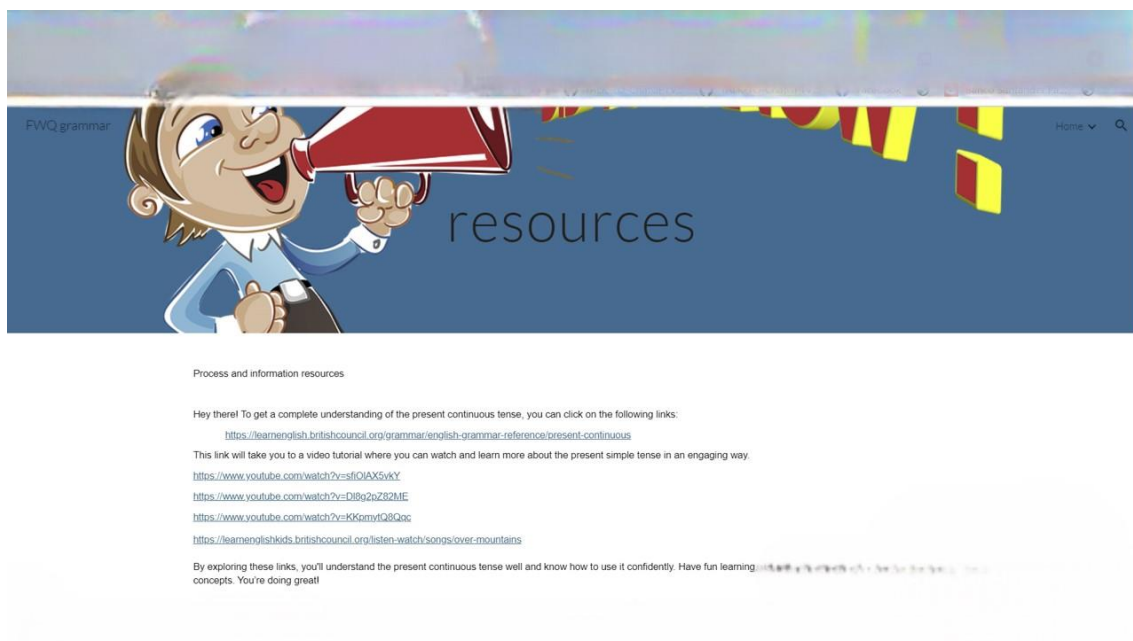 FWQ grammar
Home
resources
Process and information resources
Hey there! To get a complete understanding of the present continuous tense, you can click on the following links:
https://learnenglish.britishcouncil.org/grammar/english-grammar-reference/present-continuous
This link will take you to a video tutorial where you can watch and learn more about the present simple tense in an engaging way.
https://www.youtube.com/watch?v=sfiOIAX5vkY
https://www.youtube.com/watch?v=DI8g2pZ82ME
https://www.youtube.com/watch?v=KKpmytQ8Qqc
https://learnenglishkids.britishcouncil.org/listen-watch/songs/over-mountains
By exploring these links, you'll understand the present continuous tense well and know how to use it confidently. Have fun learning
concepts. You're doing great!